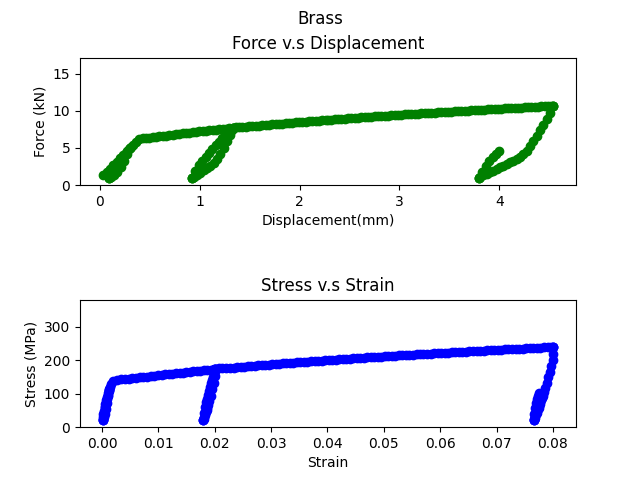 Brass
Force v.s Displacement
15
10
5
0
Force (kN)
0 1 2 3 4
Displacement(mm)
Stress v.s Strain
300
200
100
0
Stress (MPa)
0.00 0.01 0.02 0.03 0.04 0.05 0.06 0.07 0.08
Strain